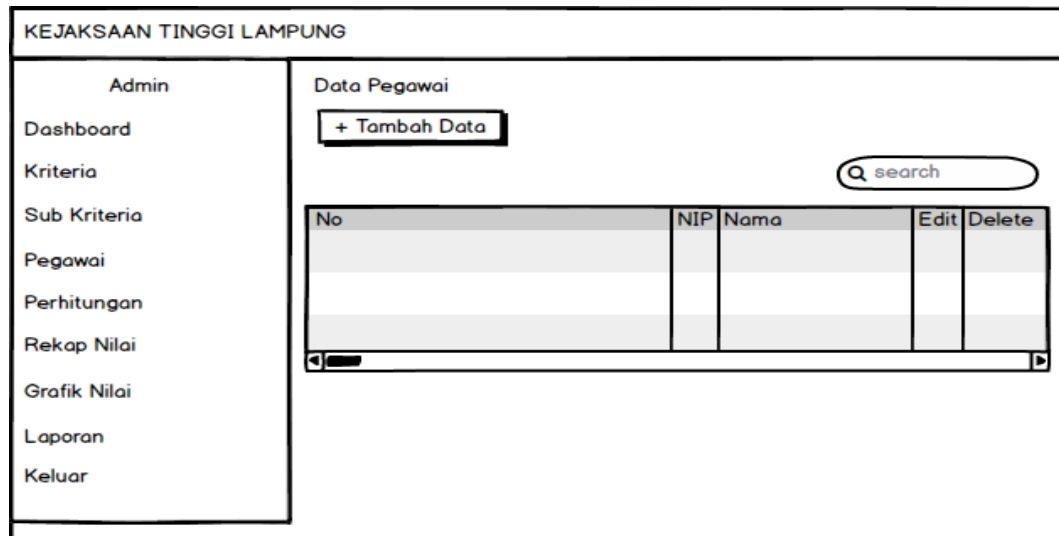 KEJAKSAAN TINGGI LAMPUNG
Admin
Dashboard
Kriteria
Sub Kriteria
Pegawai
Perhitungan
Rekap Nilai
Grafik Nilai
Laporan
Keluar
Data Pegawai
+ Tambah Data
search
No NIP Nama Edit Delete